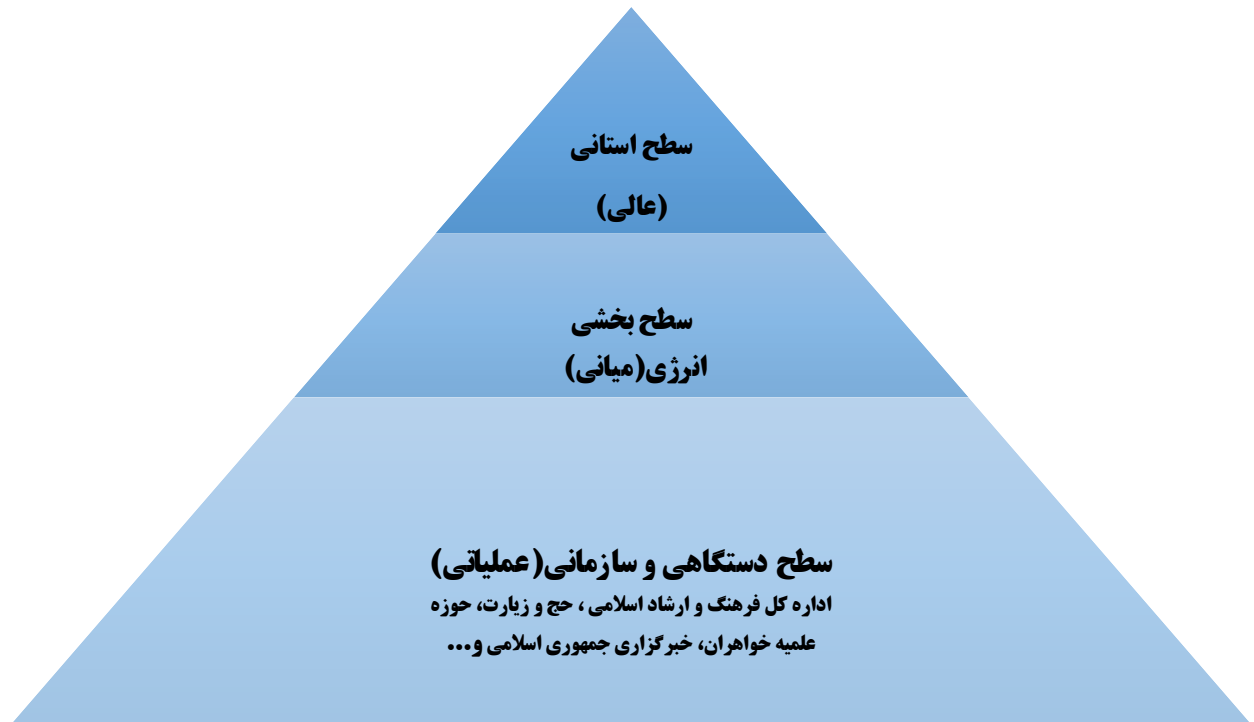 سطح استانی
(عالی)
سطح بخشی
انرژی(میانی)
سطح دستگاهی و سازمانی(عملیاتی)
اداره کل فرهنگ و ارشاد اسلامی ، حج و زیارت، حوزه
علمیه خواهران، خبرگزاری جمهوری اسلامی و...